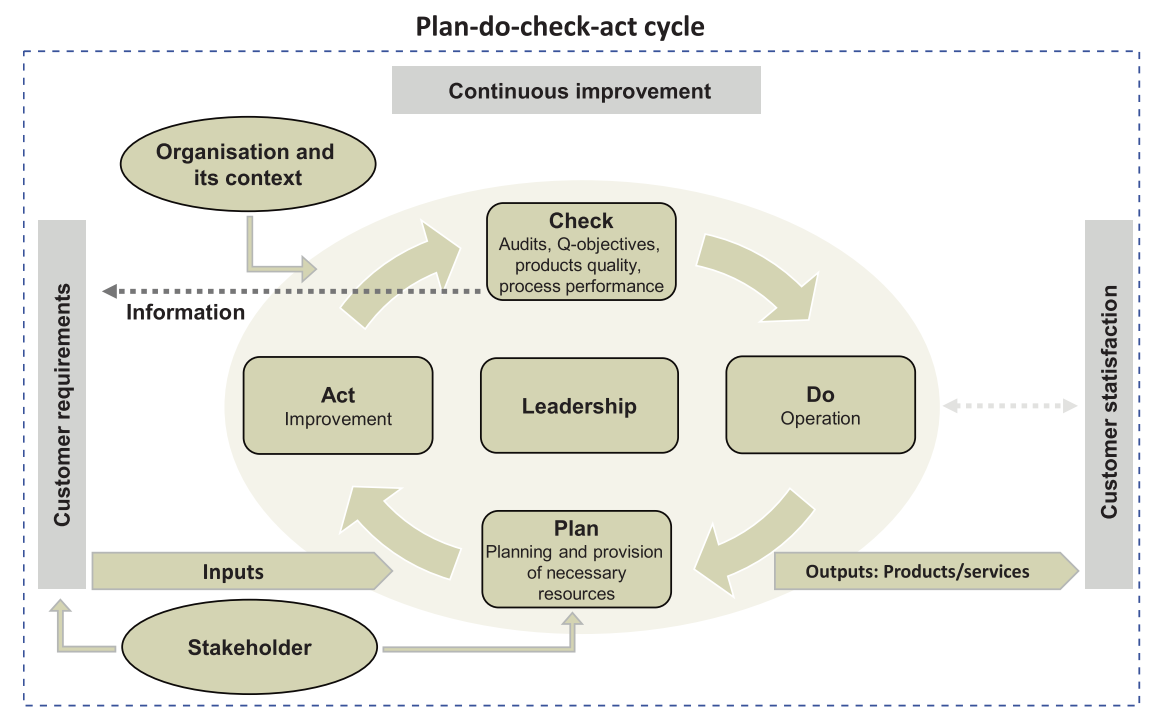 Plan-do-check-act cycle
Continuous improvement
Organisation and
its context
Check
Audits, Q-objectives,
products quality,
process performance
Information
Customer requirements
Act
Improvement
Leadership
Do
Operation
Customer statisfaction
Plan
Planning and provision
of necessary
resources
Inputs
Outputs: Products/services
Stakeholder